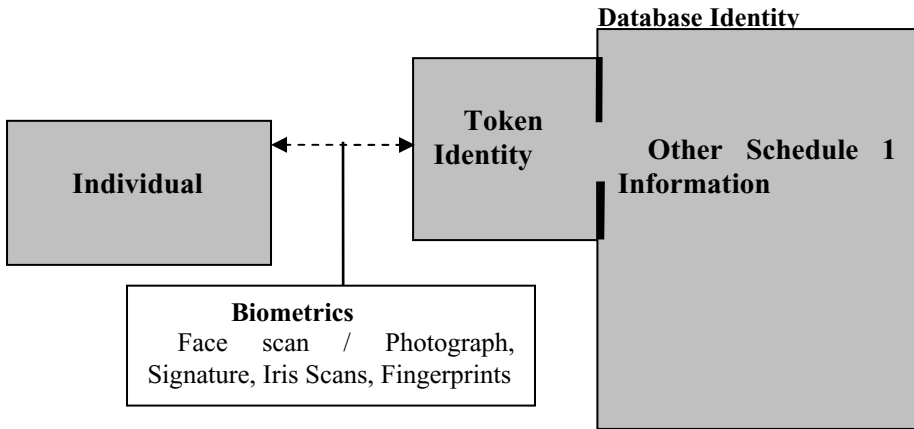 Database Identity
Token
Identity
Other Schedule 1
Information
Individual
Biometrics
Face scan / Photograph,
Signature, Iris Scans, Fingerprints